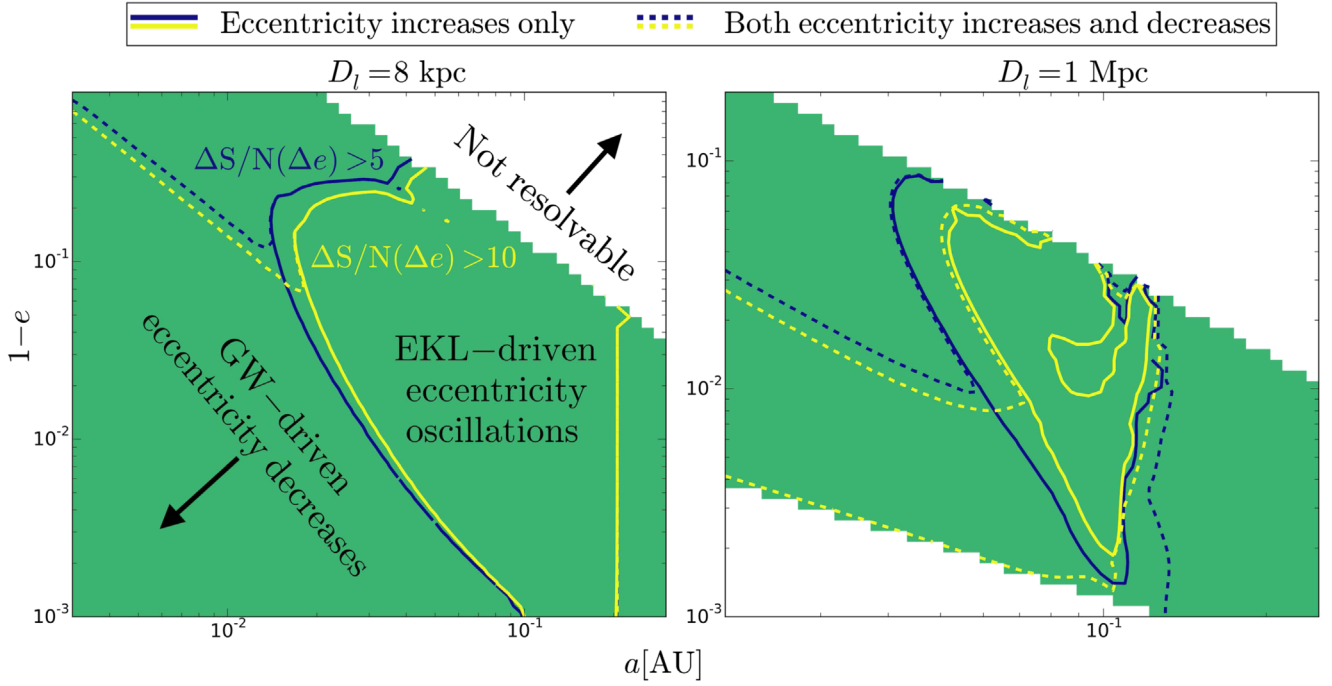 Eccentricity increases only
Both eccentricity increases and decreases
D_l=8 kpc
D_l=1 Mpc
ΔS/N(Δe)>5
ΔS/N(Δe)>10
Not resolvable
EKL−driven
eccentricity
oscillations
GW−driven
eccentricity decreases
1−e
10^{-1}
10^{-2}
10^{-3}
10^{-2}
10^{-1}
10^{-1}
10^{-2}
10^{-3}
10^{-1}
a[AU]